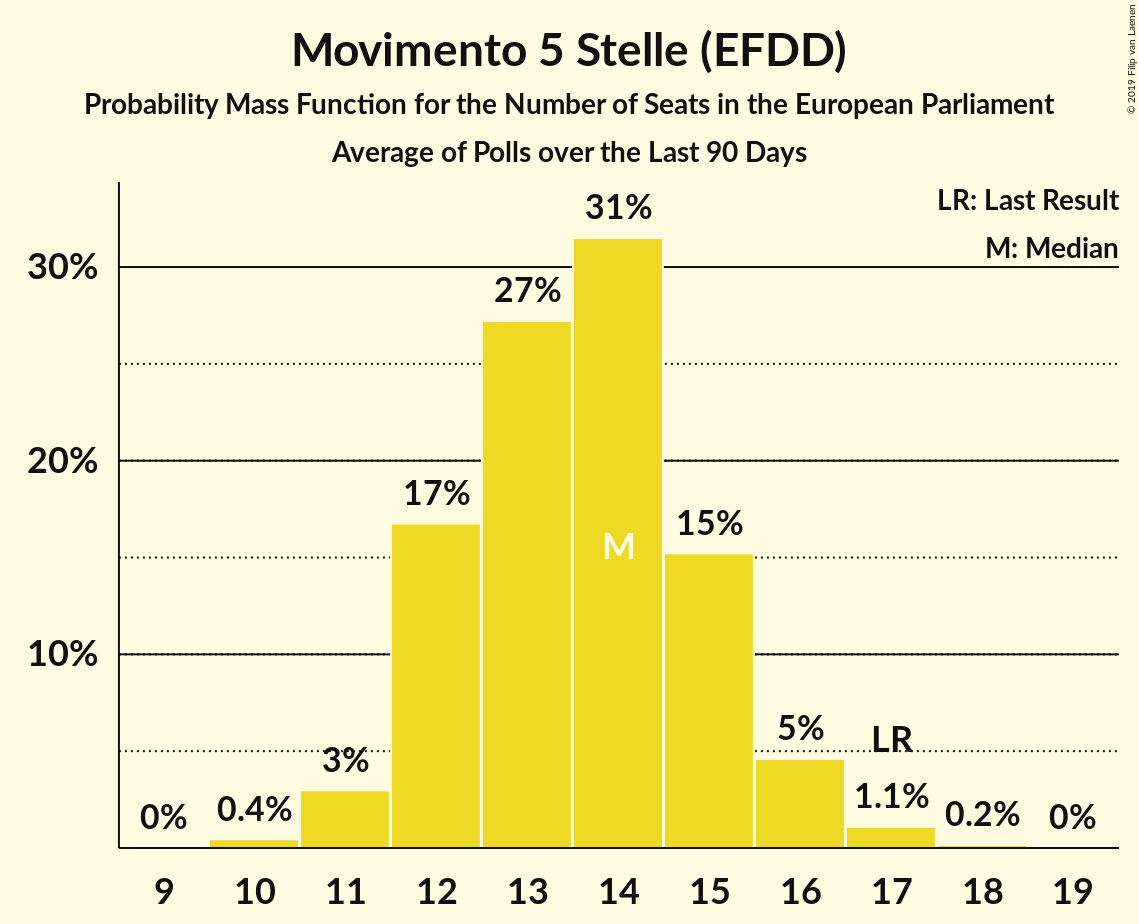 Movimento 5 Stelle (EFDD)
Probability Mass Function for the Number of Seats in the European Parliament
Average of Polls over the Last 90 Days
© 2019 Filip van Laenen
LR: Last Result
M: Median
30%
20%
10%
0%
0.4%
3%
17%
27%
31%
M
15%
5%
LR
1.1%
0.2%
0%
9 10 11 12 13 14 15 16 17 18 19